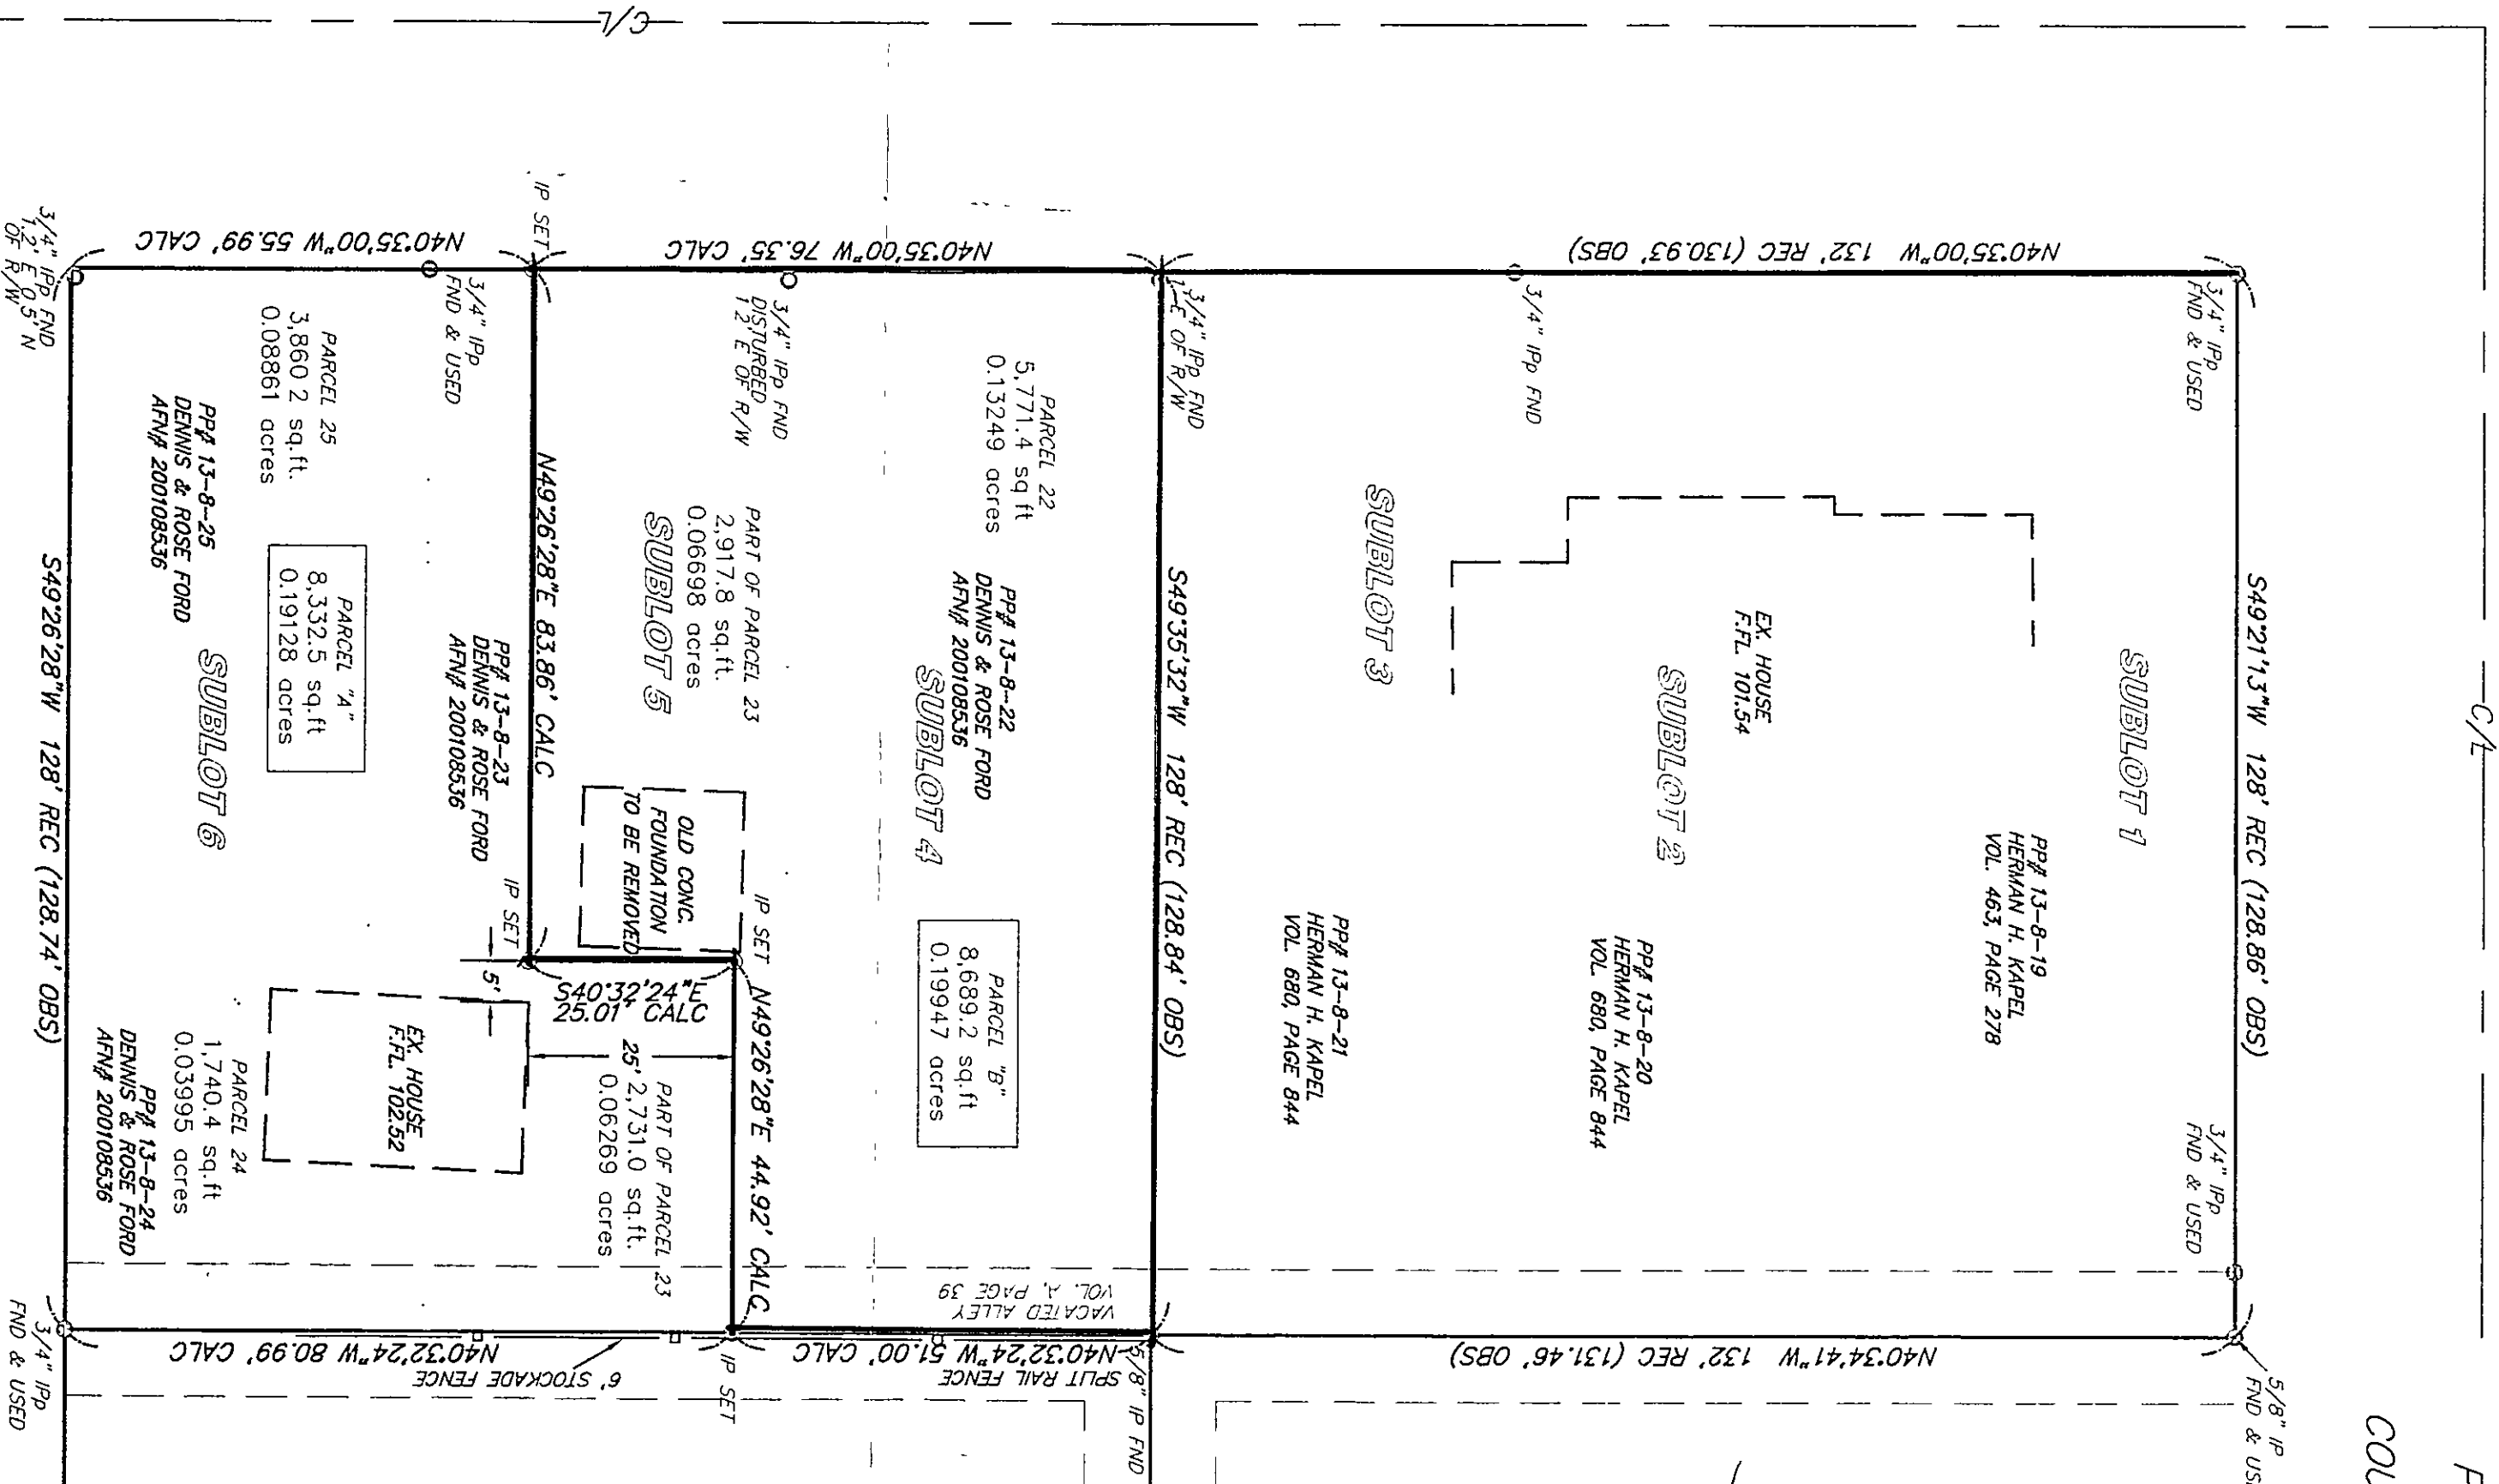 C/L
C/L
N40°35'00"W 55.99' CALC
N40°35'00"W 76.35' CALC
N40°35'00"W 132' REC (130.93' OBS)
IP SET
3/4" IPp FND
1.2' E 0.5' N
OF R/W
3/4" IPp
FND & USED
3/4" IPp FND
DISTURBED
1 2' E OF R/W
3/4" IPp FND
E OF R/W
3/4" IPp FND
3/4" IPp
FND & USED
S49°21'13"W 128' REC (128.86' OBS)
SUBLOT 1
PP# 13-8-19
HERMAN H. KAPEL
VOL. 463, PAGE 278
EX. HOUSE
F.FL. 101.54
SUBLOT 2
PP# 13-8-20
HERMAN H. KAPEL
VOL. 680, PAGE 844
SUBLOT 3
PP# 13-8-21
HERMAN H. KAPEL
VOL. 680, PAGE 844
3/4" IPp
FND & USED
S49°35'32"W 128' REC (128.84' OBS)
PARCEL 22
5,771.4 sq ft
0.13249 acres
PP# 13-8-22
DENNIS & ROSE FORD
AFN# 200108536
SUBLOT 4
PARCEL "B"
8,689.2 sq.ft
0.19947 acres
PART OF PARCEL 23
2,917.8 sq.ft.
0.06698 acres
SUBLOT 5
OLD CONC.
FOUNDATION
TO BE REMOVED
IP SET
N49°26'28"E 44.92' CALC
N49°26'28"E 83.86' CALC
IP SET
S40°32'24"E
25.01' CALC
25'
5'
PART OF PARCEL 23
2,731.0 sq.ft.
0.06269 acres
PP# 13-8-23
DENNIS & ROSE FORD
AFN# 200108536
EX. HOUSE
F.FL. 102.52
PARCEL 25
3,860 2 sq.ft.
0.08861 acres
PARCEL "A"
8,332.5 sq.ft
0.19128 acres
PP# 13-8-25
DENNIS & ROSE FORD
AFN# 200108536
SUBLOT 6
PARCEL 24
1,740.4 sq.ft
0.03995 acres
PP# 13-8-24
DENNIS & ROSE FORD
AFN# 200108536
S49°26'28"W 128' REC (128.74' OBS)
VACATED ALLEY
VOL. A, PAGE 39
N40°32'24"W 80.99' CALC
6' STOCKADE FENCE
N40°32'24"W 51.00' CALC
SPLIT RAIL FENCE
N40°34'41"W 132' REC (131.46' OBS)
3/4" IPp
FND & USED
IP SET
5/8" IP FND
5/8" IP
FND &